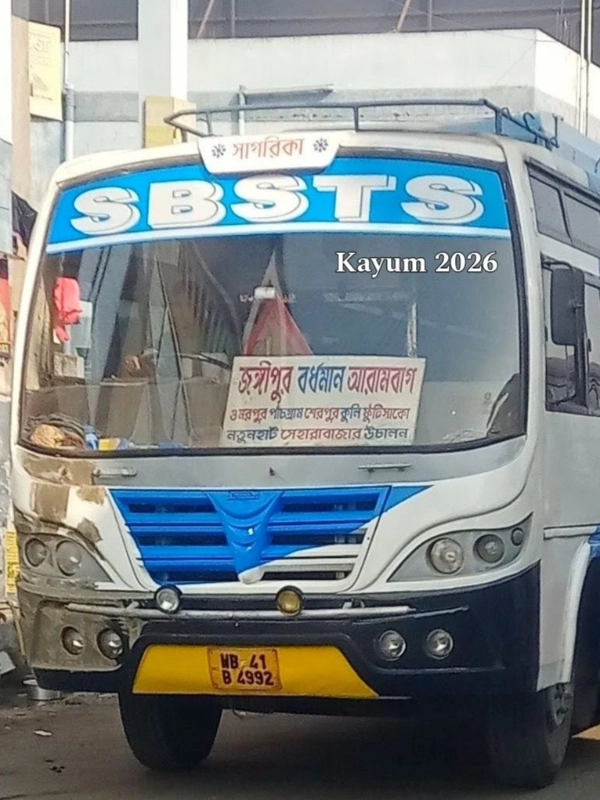 সাগরিকা
SBSTS
Kayum 2026
জঙ্গীপুর বর্ধমান আরামবাগ
ওমরপুর পাঁচগ্রাম শেরপুর কুলি ফুটিসাকো
নতুনহাট সেহারাবাজার উচালন
WB 41
B 4992